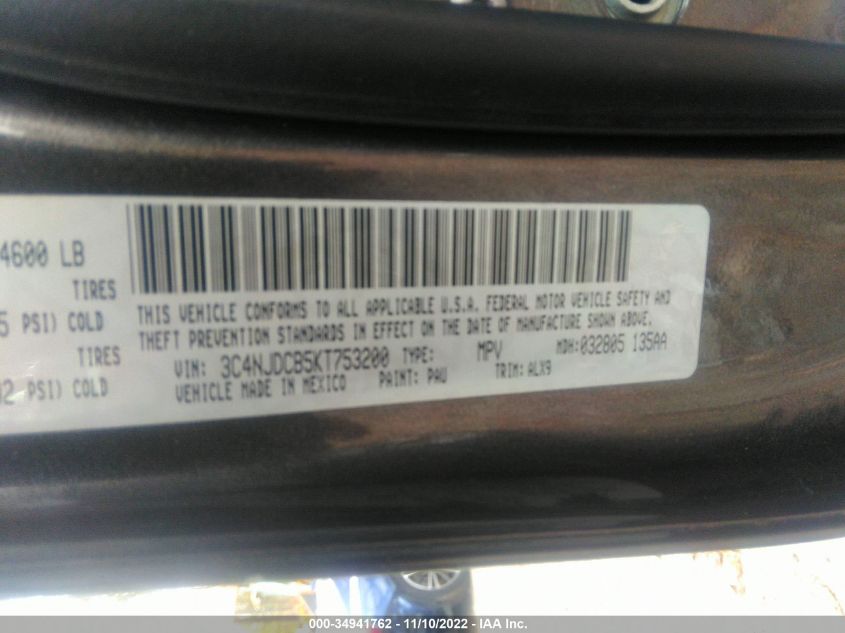 4600 LB
TIRES
5 PSI) COLD
TIRES
2 PSI) COLD
THIS VEHICLE CONFORMS TO ALL APPLICABLE U.S.A. FEDERAL MOTOR VEHICLE SAFETY AND
THEFT PREVENTION STANDARDS IN EFFECT ON THE DATE OF MANUFACTURE SHOWN ABOVE.
VIN: 3C4NJDCB5KT753200 TYPE: MPV MDH:032805 135AA
VEHICLE MADE IN MEXICO PAINT: PAU TRIM:ALX9
000-34941762 - 11/10/2022 - IAA Inc.